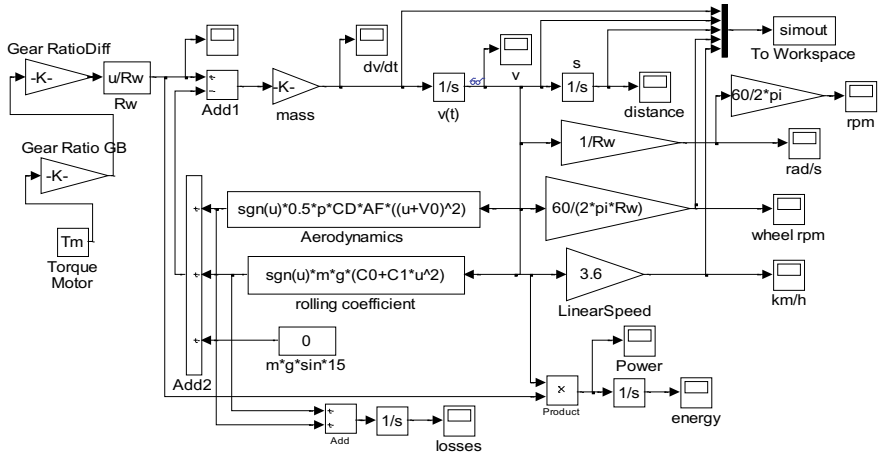 Gear RatioDiff
-K-
u/Rw
Rw
Add1
-K-
mass
dv/dt
1/s
v(t)
v
s
1/s
distance
simout
To Workspace
60/2*pi
rpm
1/Rw
rad/s
Gear Ratio GB
-K-
Tm
Torque
Motor
sgn(u)*0.5*p*CD*AF*((u+V0)^2)
Aerodynamics
60/(2*pi*Rw)
wheel rpm
sgn(u)*m*g*(C0+C1*u^2)
rolling coefficient
3.6
LinearSpeed
km/h
0
m*g*sin*15
Add2
Power
×
Product
1/s
energy
Add
1/s
losses